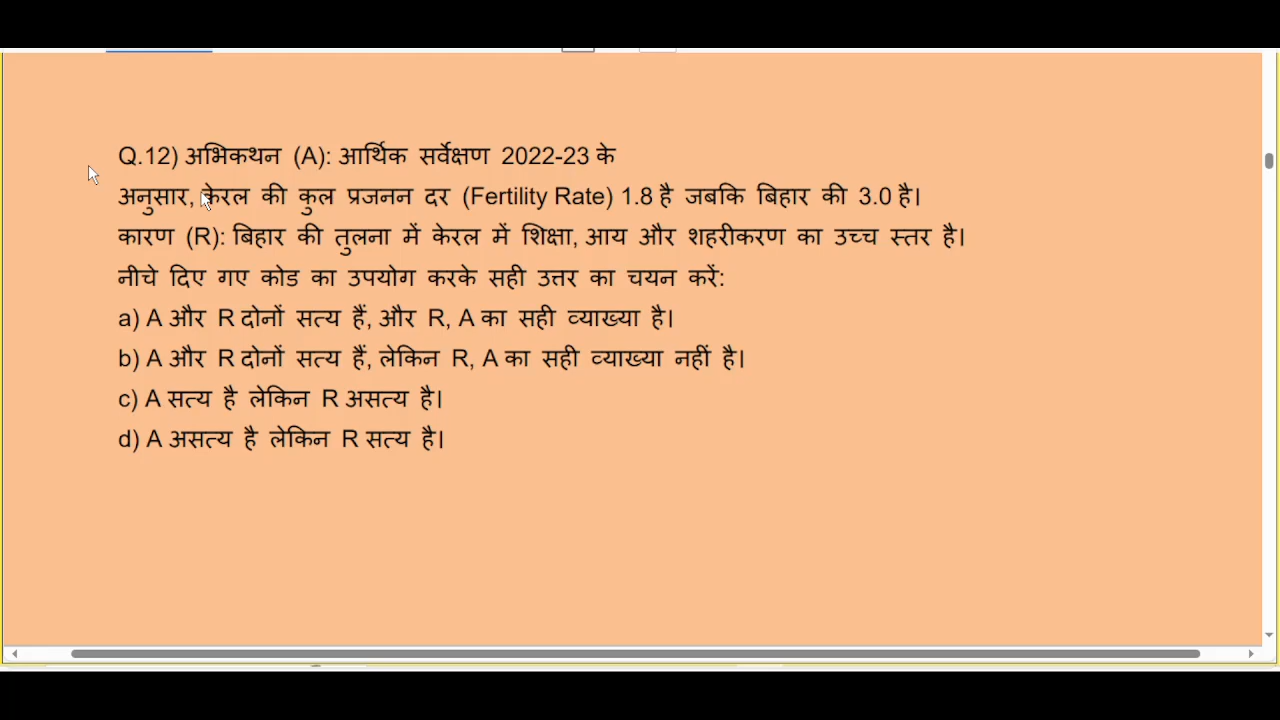 Q.12) अभिकथन (A): आर्थिक सर्वेक्षण 2022-23 के
अनुसार, केरल की कुल प्रजनन दर (Fertility Rate) 1.8 है जबकि बिहार की 3.0 है।
कारण (R): बिहार की तुलना में केरल में शिक्षा, आय और शहरीकरण का उच्च स्तर है।
नीचे दिए गए कोड का उपयोग करके सही उत्तर का चयन करें:
a) A और R दोनों सत्य हैं, और R, A का सही व्याख्या है।
b) A और R दोनों सत्य हैं, लेकिन R, A का सही व्याख्या नहीं है।
c) A सत्य है लेकिन R असत्य है।
d) A असत्य है लेकिन R सत्य है।